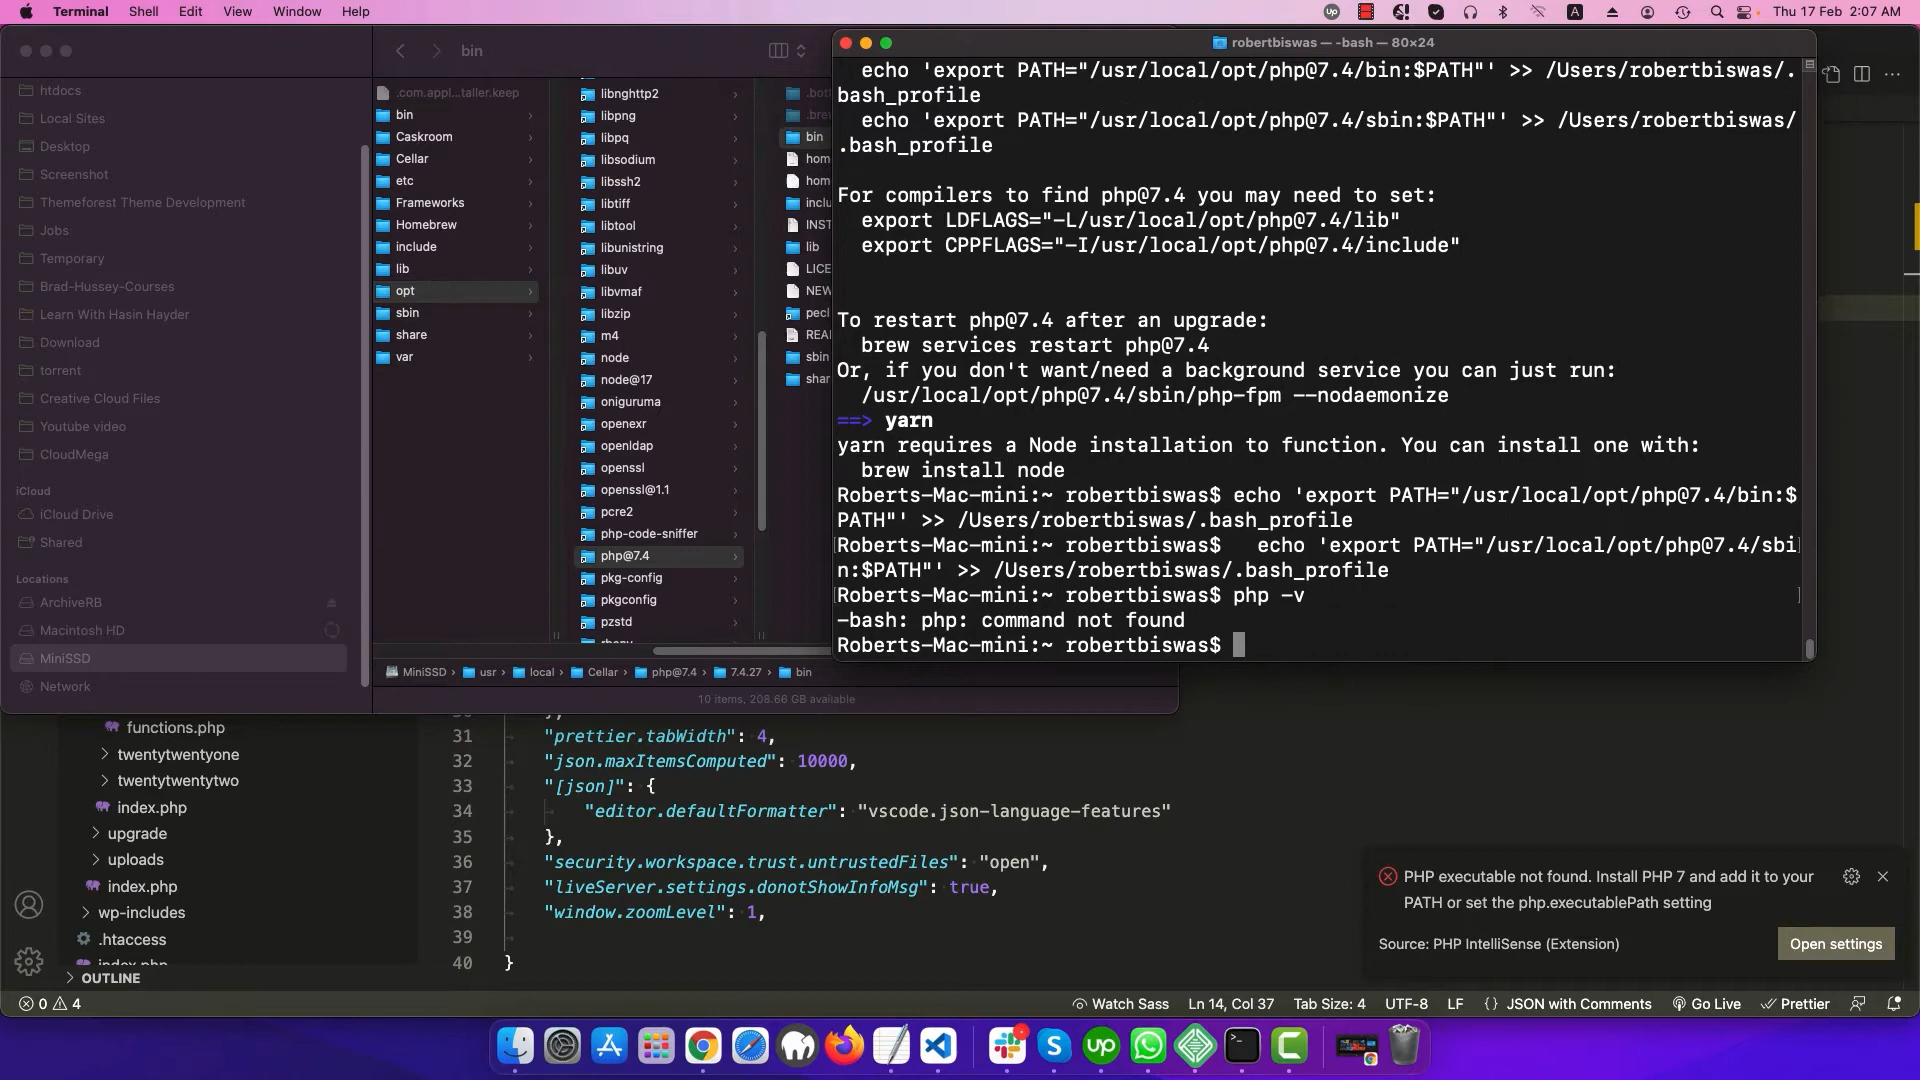 Terminal Shell Edit View Window Help
A
Thu 17 Feb 2:07 AM
htdocs
Local Sites
Desktop
Screenshot
Themeforest Theme Development
Jobs
Temporary
Brad-Hussey-Courses
Learn With Hasin Hayder
Download
torrent
Creative Cloud Files
Youtube video
CloudMega
iCloud
iCloud Drive
Shared
Locations
ArchiveRB
Macintosh HD
MiniSSD
Network
bin
.com.appl...taller.keep
bin
Caskroom
Cellar
etc
Frameworks
Homebrew
include
lib
opt
sbin
share
var
libnghttp2
libpng
libpq
libsodium
libssh2
libtiff
libtool
libunistring
libuv
libvmaf
libzip
m4
node
node@17
oniguruma
openexr
openldap
openssl
openssl@1.1
pcre2
php-code-sniffer
php@7.4
pkg-config
pkgconfig
pzstd
.bott
.brev
bin
hom
hom
inclu
INST
lib
LICE
NEW
pecl
REA
sbin
shar
MiniSSD › usr › local › Cellar › php@7.4 › 7.4.27 › bin
10 items, 208.66 GB available
robertbiswas — -bash — 80×24
echo 'export PATH="/usr/local/opt/php@7.4/bin:$PATH"' >> /Users/robertbiswas/.
bash_profile
echo 'export PATH="/usr/local/opt/php@7.4/sbin:$PATH"' >> /Users/robertbiswas/
.bash_profile
For compilers to find php@7.4 you may need to set:
export LDFLAGS="-L/usr/local/opt/php@7.4/lib"
export CPPFLAGS="-I/usr/local/opt/php@7.4/include"
To restart php@7.4 after an upgrade:
brew services restart php@7.4
Or, if you don't want/need a background service you can just run:
/usr/local/opt/php@7.4/sbin/php-fpm --nodaemonize
==> yarn
yarn requires a Node installation to function. You can install one with:
brew install node
Roberts-Mac-mini:~ robertbiswas$ echo 'export PATH="/usr/local/opt/php@7.4/bin:$
PATH"' >> /Users/robertbiswas/.bash_profile
Roberts-Mac-mini:~ robertbiswas$   echo 'export PATH="/usr/local/opt/php@7.4/sbi
n:$PATH"' >> /Users/robertbiswas/.bash_profile
Roberts-Mac-mini:~ robertbiswas$ php -v
-bash: php: command not found
Roberts-Mac-mini:~ robertbiswas$
functions.php
twentytwentyone
twentytwentytwo
index.php
upgrade
uploads
index.php
wp-includes
.htaccess
index.php
OUTLINE
31 "prettier.tabWidth": 4,
32 "json.maxItemsComputed": 10000,
33 "[json]": {
34 "editor.defaultFormatter": "vscode.json-language-features"
35 },
36 "security.workspace.trust.untrustedFiles": "open",
37 "liveServer.settings.donotShowInfoMsg": true,
38 "window.zoomLevel": 1,
39
40 }
PHP executable not found. Install PHP 7 and add it to your
PATH or set the php.executablePath setting
Source: PHP IntelliSense (Extension)
Open settings
0 4
Watch Sass Ln 14, Col 37 Tab Size: 4 UTF-8 LF {} JSON with Comments Go Live Prettier